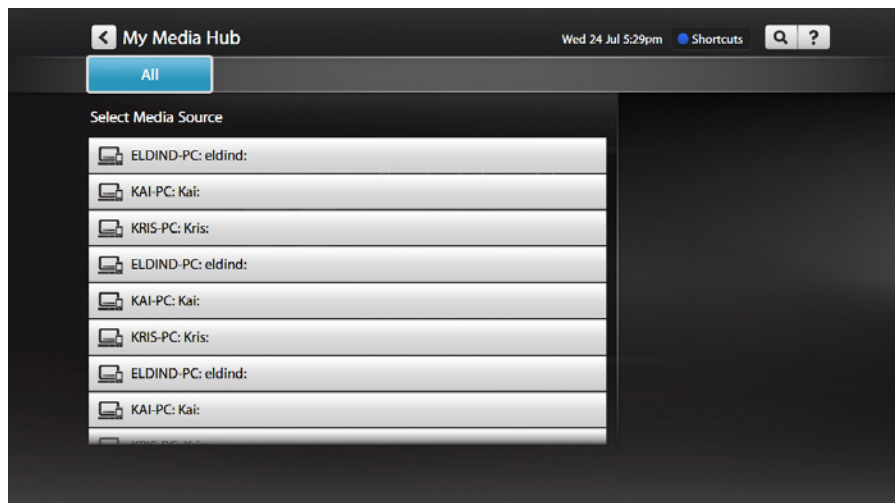 My Media Hub
Wed 24 Jul 5:29pm
Shortcuts
?
All
Select Media Source
ELDIND-PC: eldind:
KAI-PC: Kai:
KRIS-PC: Kris:
ELDIND-PC: eldind:
KAI-PC: Kai:
KRIS-PC: Kris:
ELDIND-PC: eldind:
KAI-PC: Kai: